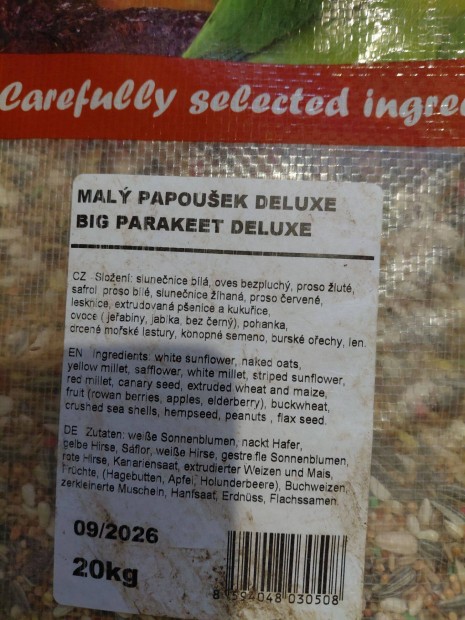 Carefully selected ingre
MALÝ PAPOUŠEK DELUXE
BIG PARAKEET DELUXE
CZ Složení: slunečnice bílá, oves bezpluchý, proso žluté,
safrol, proso bílé, slunečnice žíhaná, proso červené,
lesknice, extrudovaná pšenice a kukuřice,
ovoce ( jeřabiny, jablka, bez černý), pohanka,
drcené mořské lastury, konopné semeno, burské ořechy, len.
EN Ingredients: white sunflower, naked oats,
yellow millet, safflower, white millet, striped sunflower,
red millet, canary seed, extruded wheat and maize,
fruit (rowan berries, apples, elderberry), buckwheat,
crushed sea shells, hempseed, peanuts , flax seed.
DE Zutaten: weiße Sonnenblumen, nackt Hafer,
gelbe Hirse, Saflor, weiße Hirse, gestreifle Sonnenblumen,
rote Hirse, Kanariensaat, extrudierter Weizen und Mais,
Früchte, (Hagebutten, Apfel, Holunderbeere), Buchweizen,
zerkleinerte Muscheln, Hanfsaat, Erdnüss, Flachssamen.
09/2026
20kg
8 594048 030508